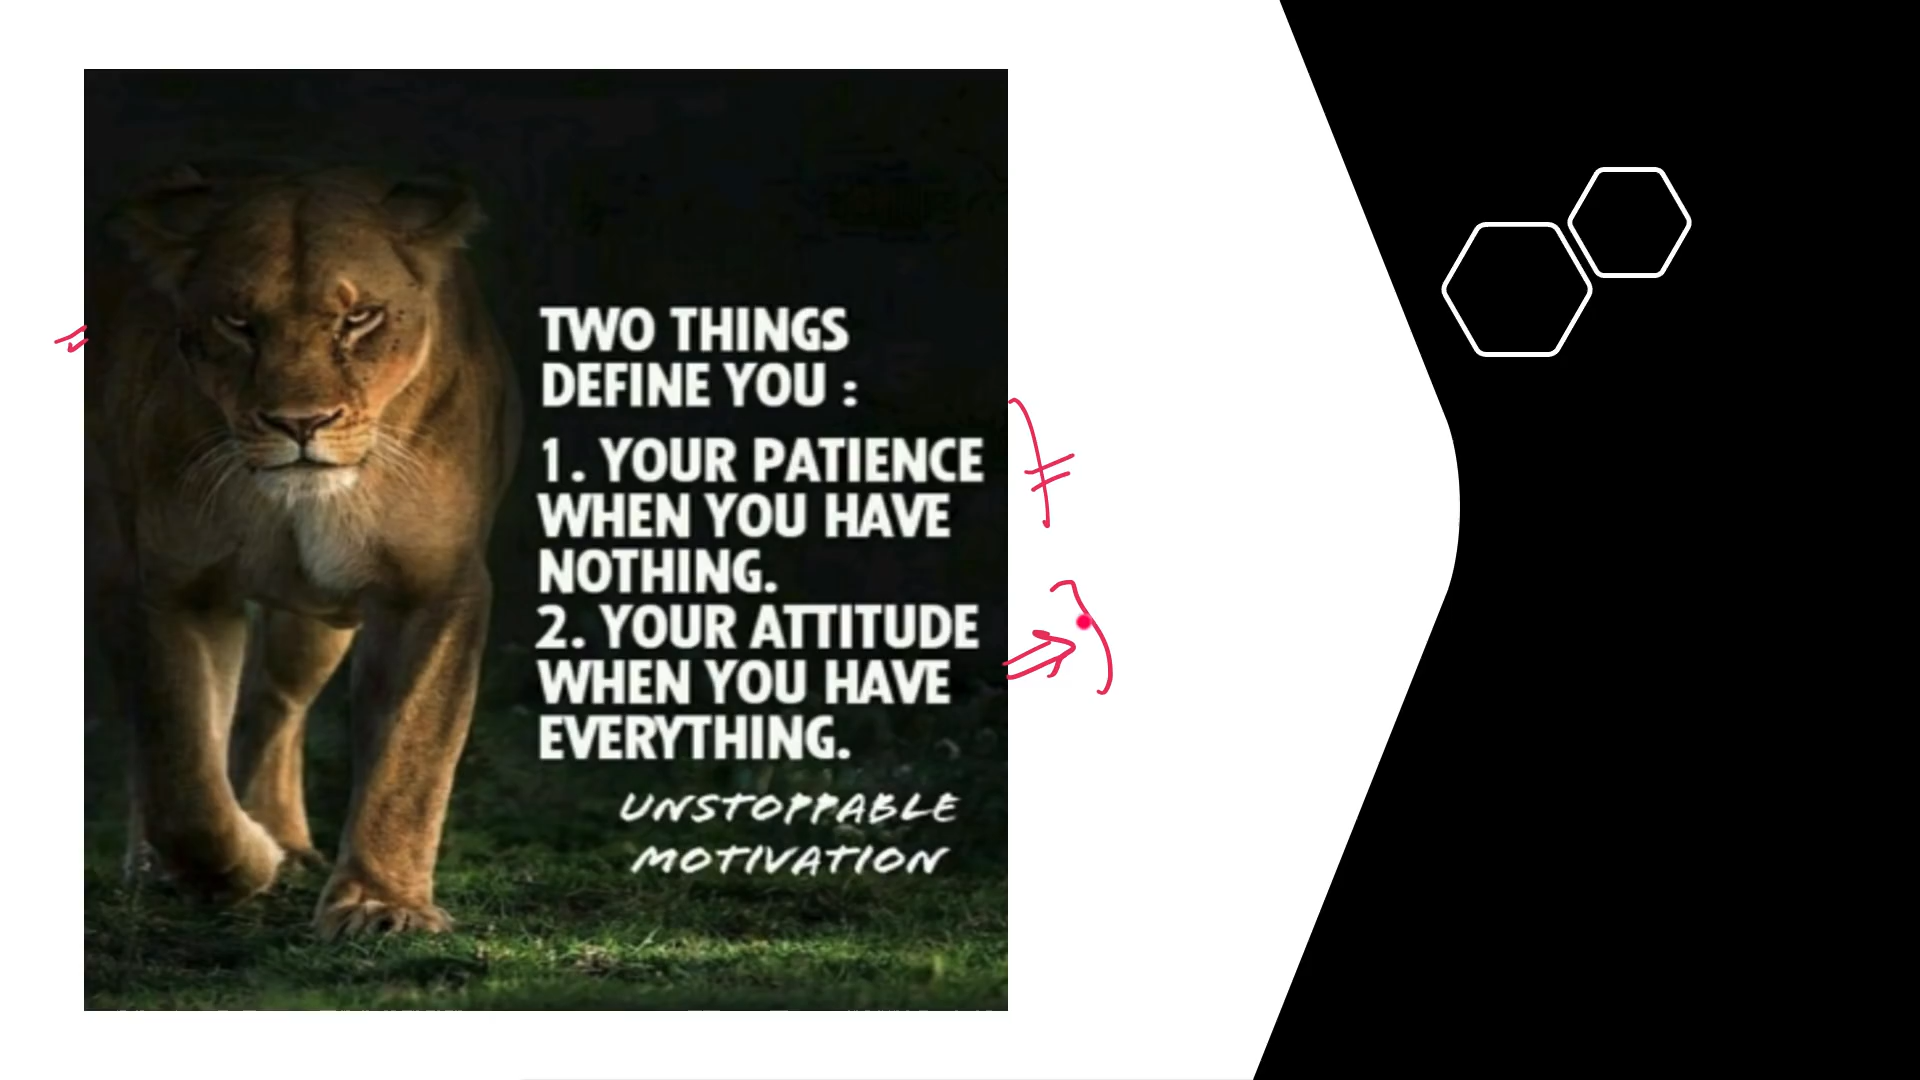 TWO THINGS
DEFINE YOU :
1. YOUR PATIENCE
WHEN YOU HAVE
NOTHING.
2. YOUR ATTITUDE
WHEN YOU HAVE
EVERYTHING.
UNSTOPPABLE
MOTIVATION